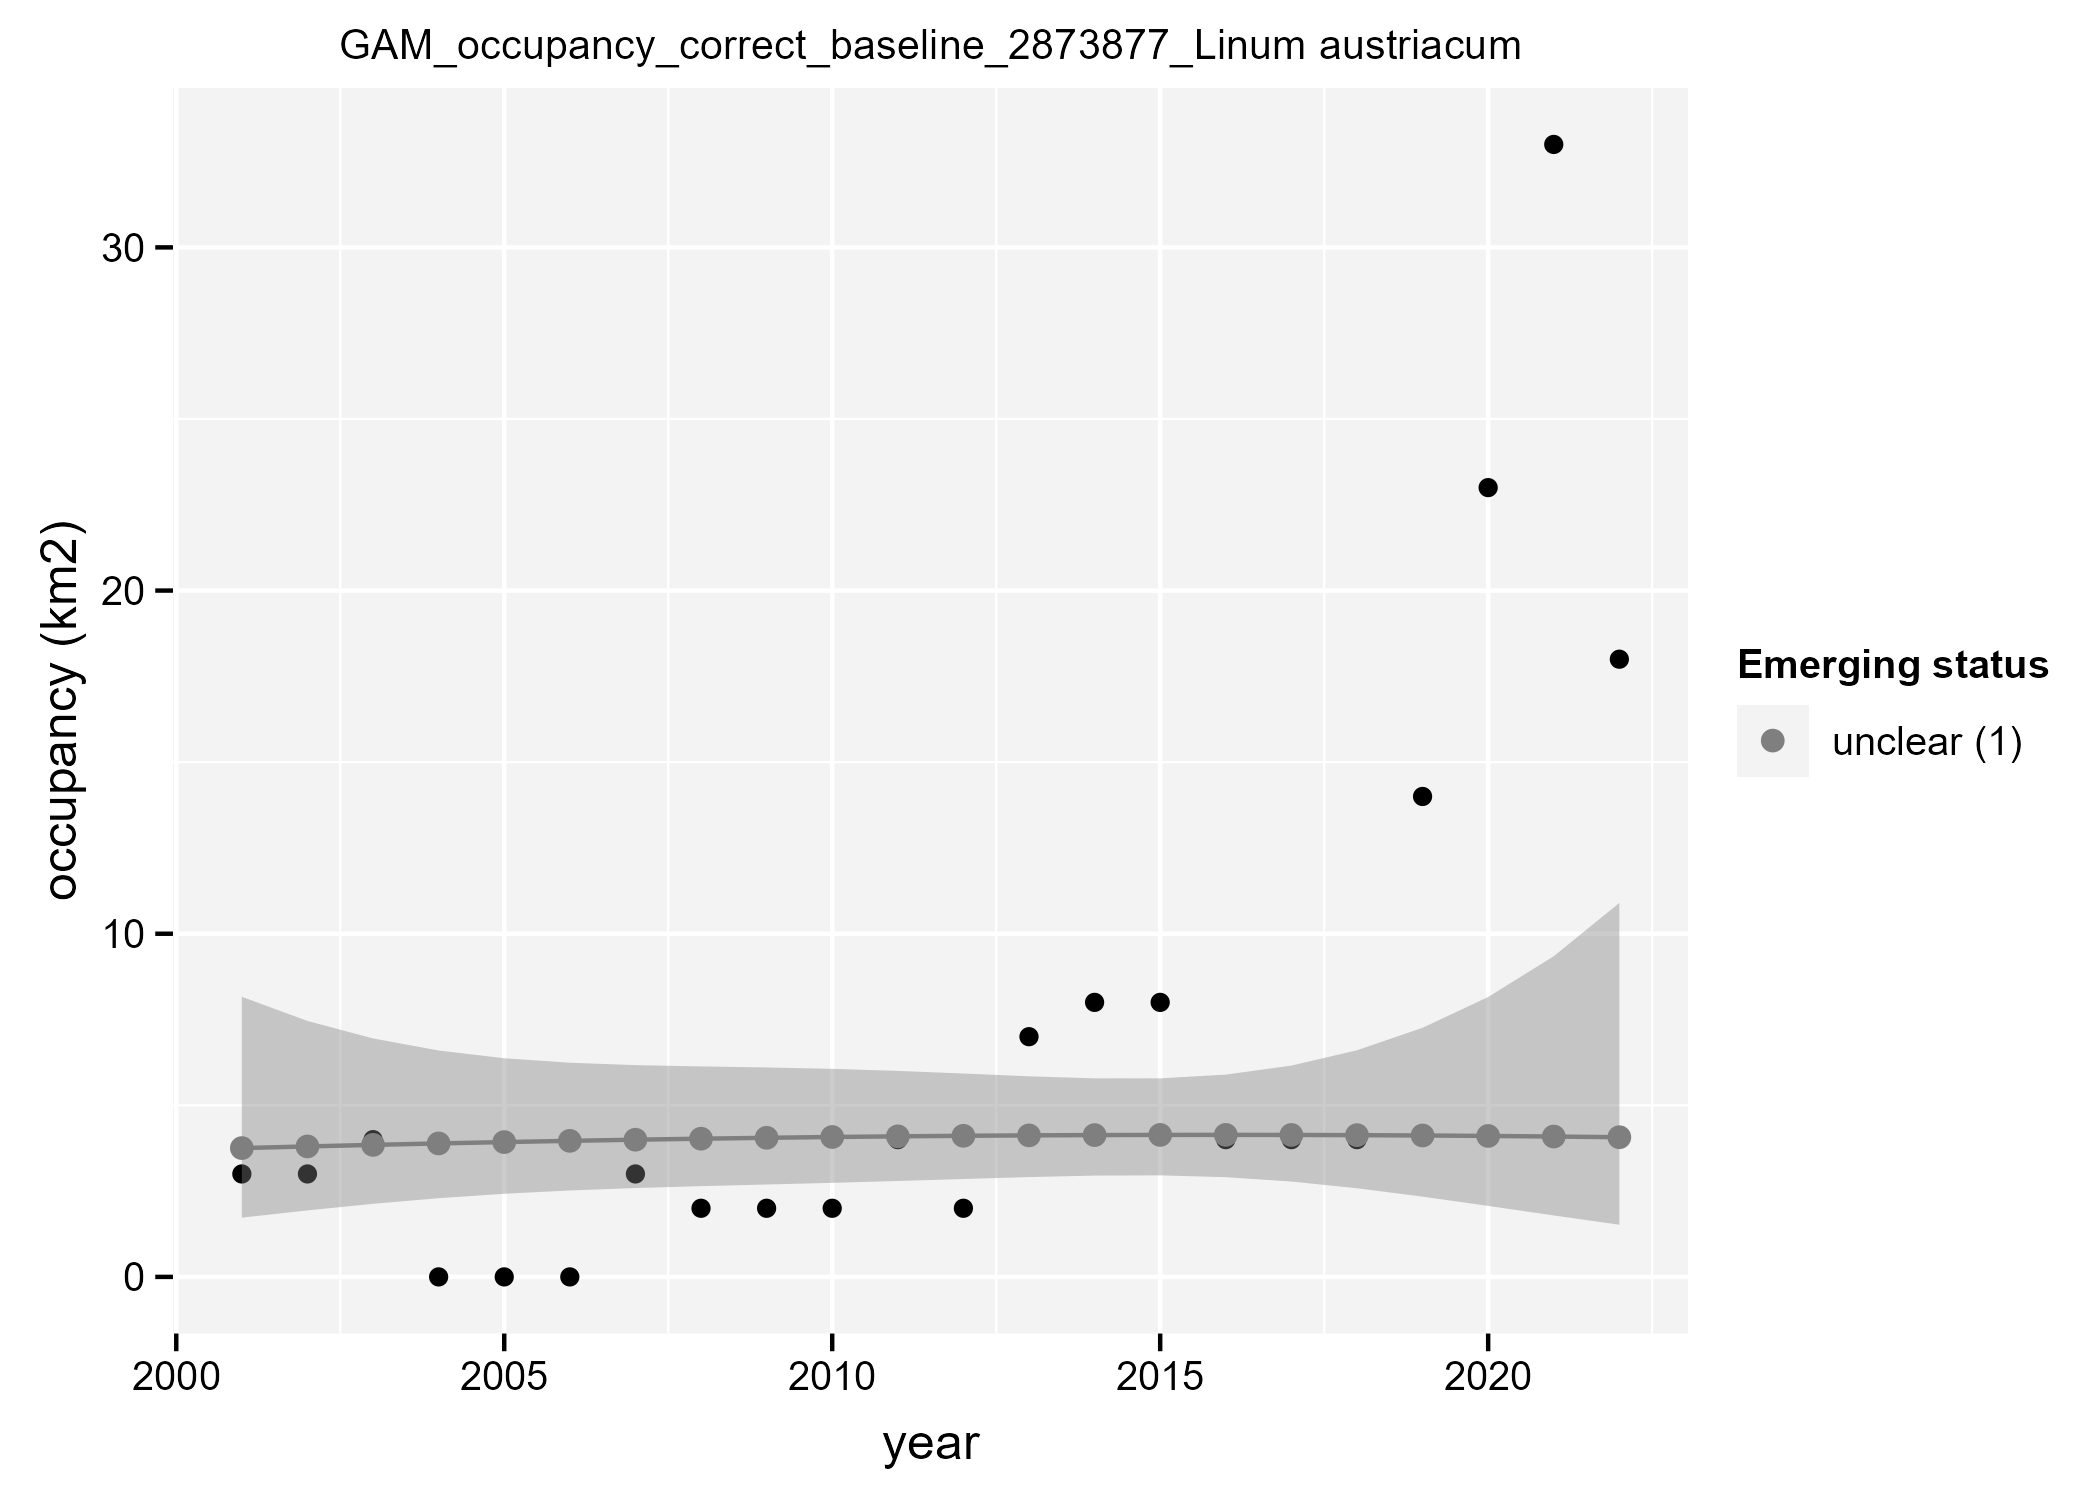 GAM_occupancy_correct_baseline_2873877_Linum austriacum
occupancy (km2)
30
20
10
0
2000 2005 2010 2015 2020
year
Emerging status
unclear (1)